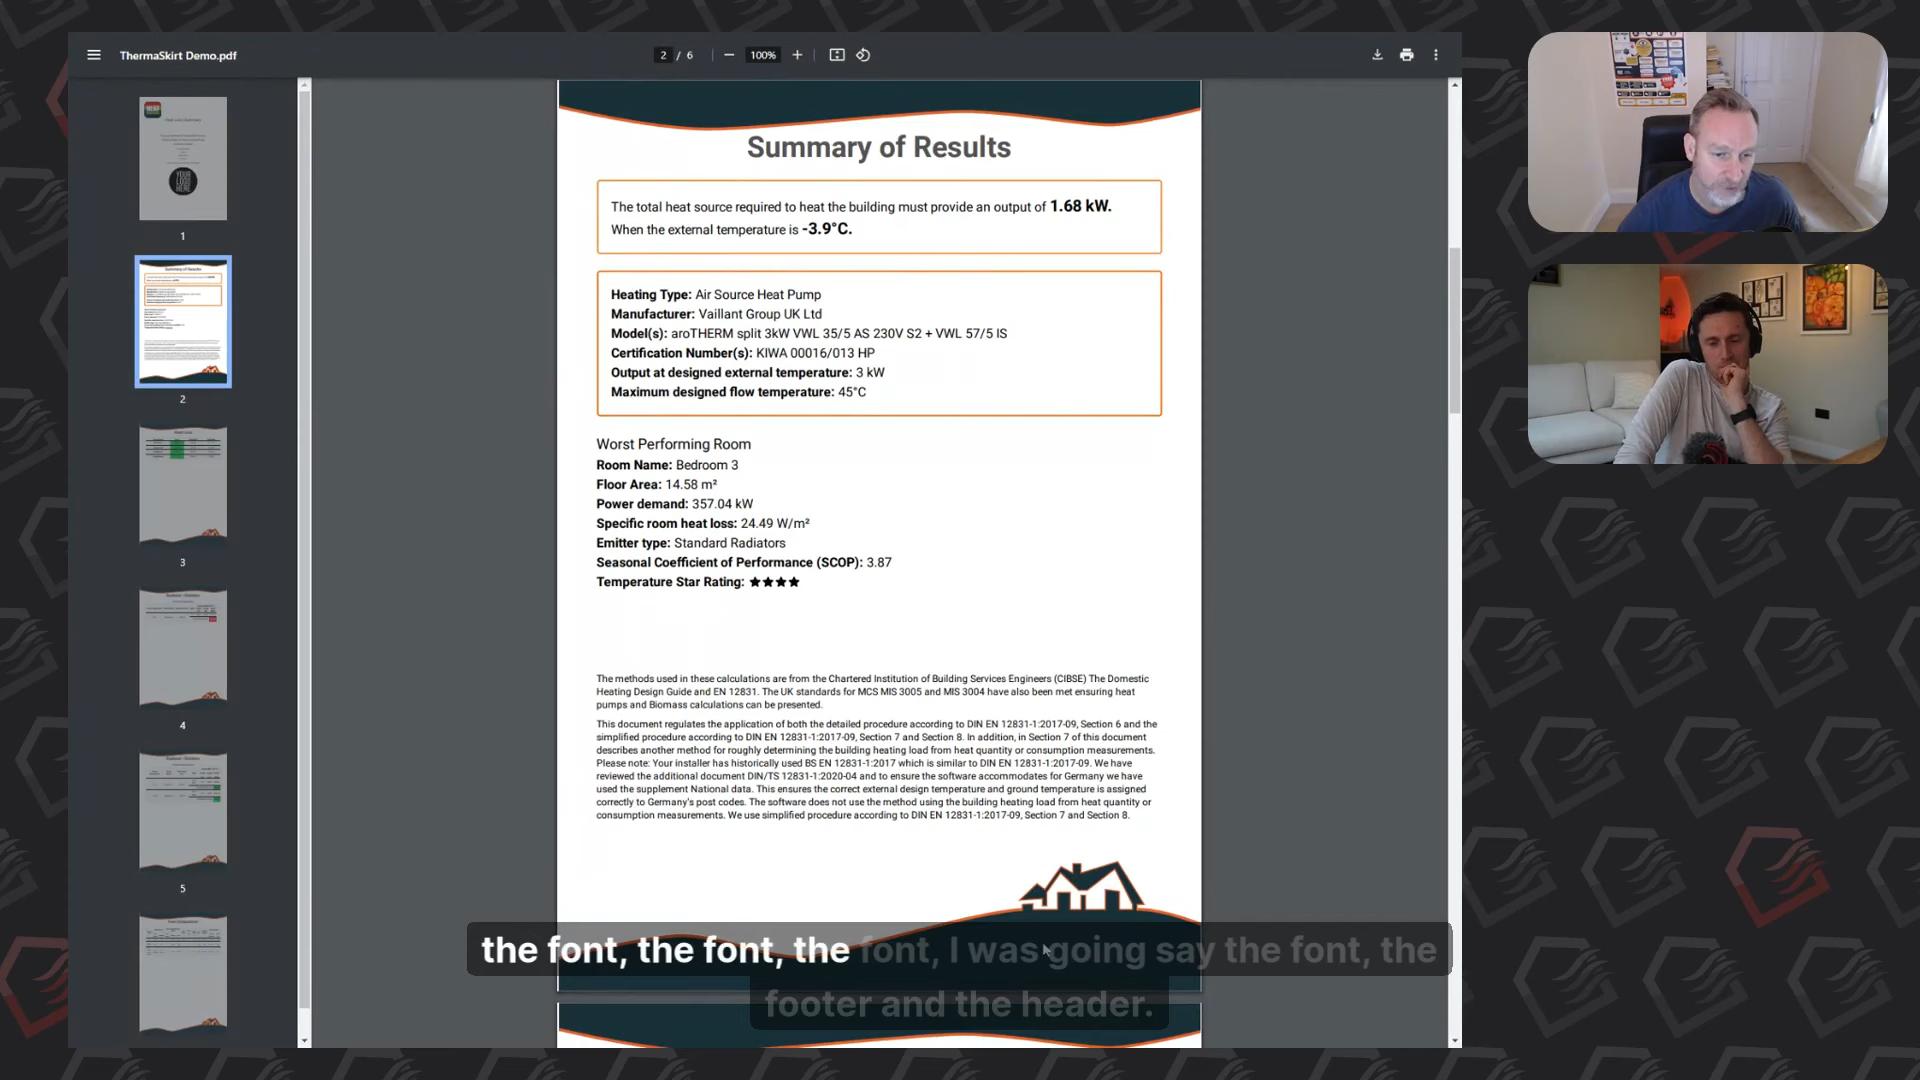 ThermaSkirt Demo.pdf
2 / 6
100%
1
2
3
4
5
YOUR LOGO HERE
Summary of Results
The total heat source required to heat the building must provide an output of 1.68 kW.
When the external temperature is -3.9°C.
Heating Type: Air Source Heat Pump
Manufacturer: Vaillant Group UK Ltd
Model(s): aroTHERM split 3kW VWL 35/5 AS 230V S2 + VWL 57/5 IS
Certification Number(s): KIWA 00016/013 HP
Output at designed external temperature: 3 kW
Maximum designed flow temperature: 45°C
Worst Performing Room
Room Name: Bedroom 3
Floor Area: 14.58 m²
Power demand: 357.04 kW
Specific room heat loss: 24.49 W/m²
Emitter type: Standard Radiators
Seasonal Coefficient of Performance (SCOP): 3.87
Temperature Star Rating: ★★★★
The methods used in these calculations are from the Chartered Institution of Building Services Engineers (CIBSE) The Domestic
Heating Design Guide and EN 12831. The UK standards for MCS MIS 3005 and MIS 3004 have also been met ensuring heat
pumps and Biomass calculations can be presented.
This document regulates the application of both the detailed procedure according to DIN EN 12831-1:2017-09, Section 6 and the
simplified procedure according to DIN EN 12831-1:2017-09, Section 7 and Section 8. In addition, in Section 7 of this document
describes another method for roughly determining the building heating load from heat quantity or consumption measurements.
Please note: Your installer has historically used BS EN 12831-1:2017 which is similar to DIN EN 12831-1:2017-09. We have
reviewed the additional document DIN/TS 12831-1:2020-04 and to ensure the software accommodates for Germany we have
used the supplement National data. This ensures the correct external design temperature and ground temperature is assigned
correctly to Germany's post codes. The software does not use the method using the building heating load from heat quantity or
consumption measurements. We use simplified procedure according to DIN EN 12831-1:2017-09, Section 7 and Section 8.
the font, the font, the font, I was going say the font, the
footer and the header.